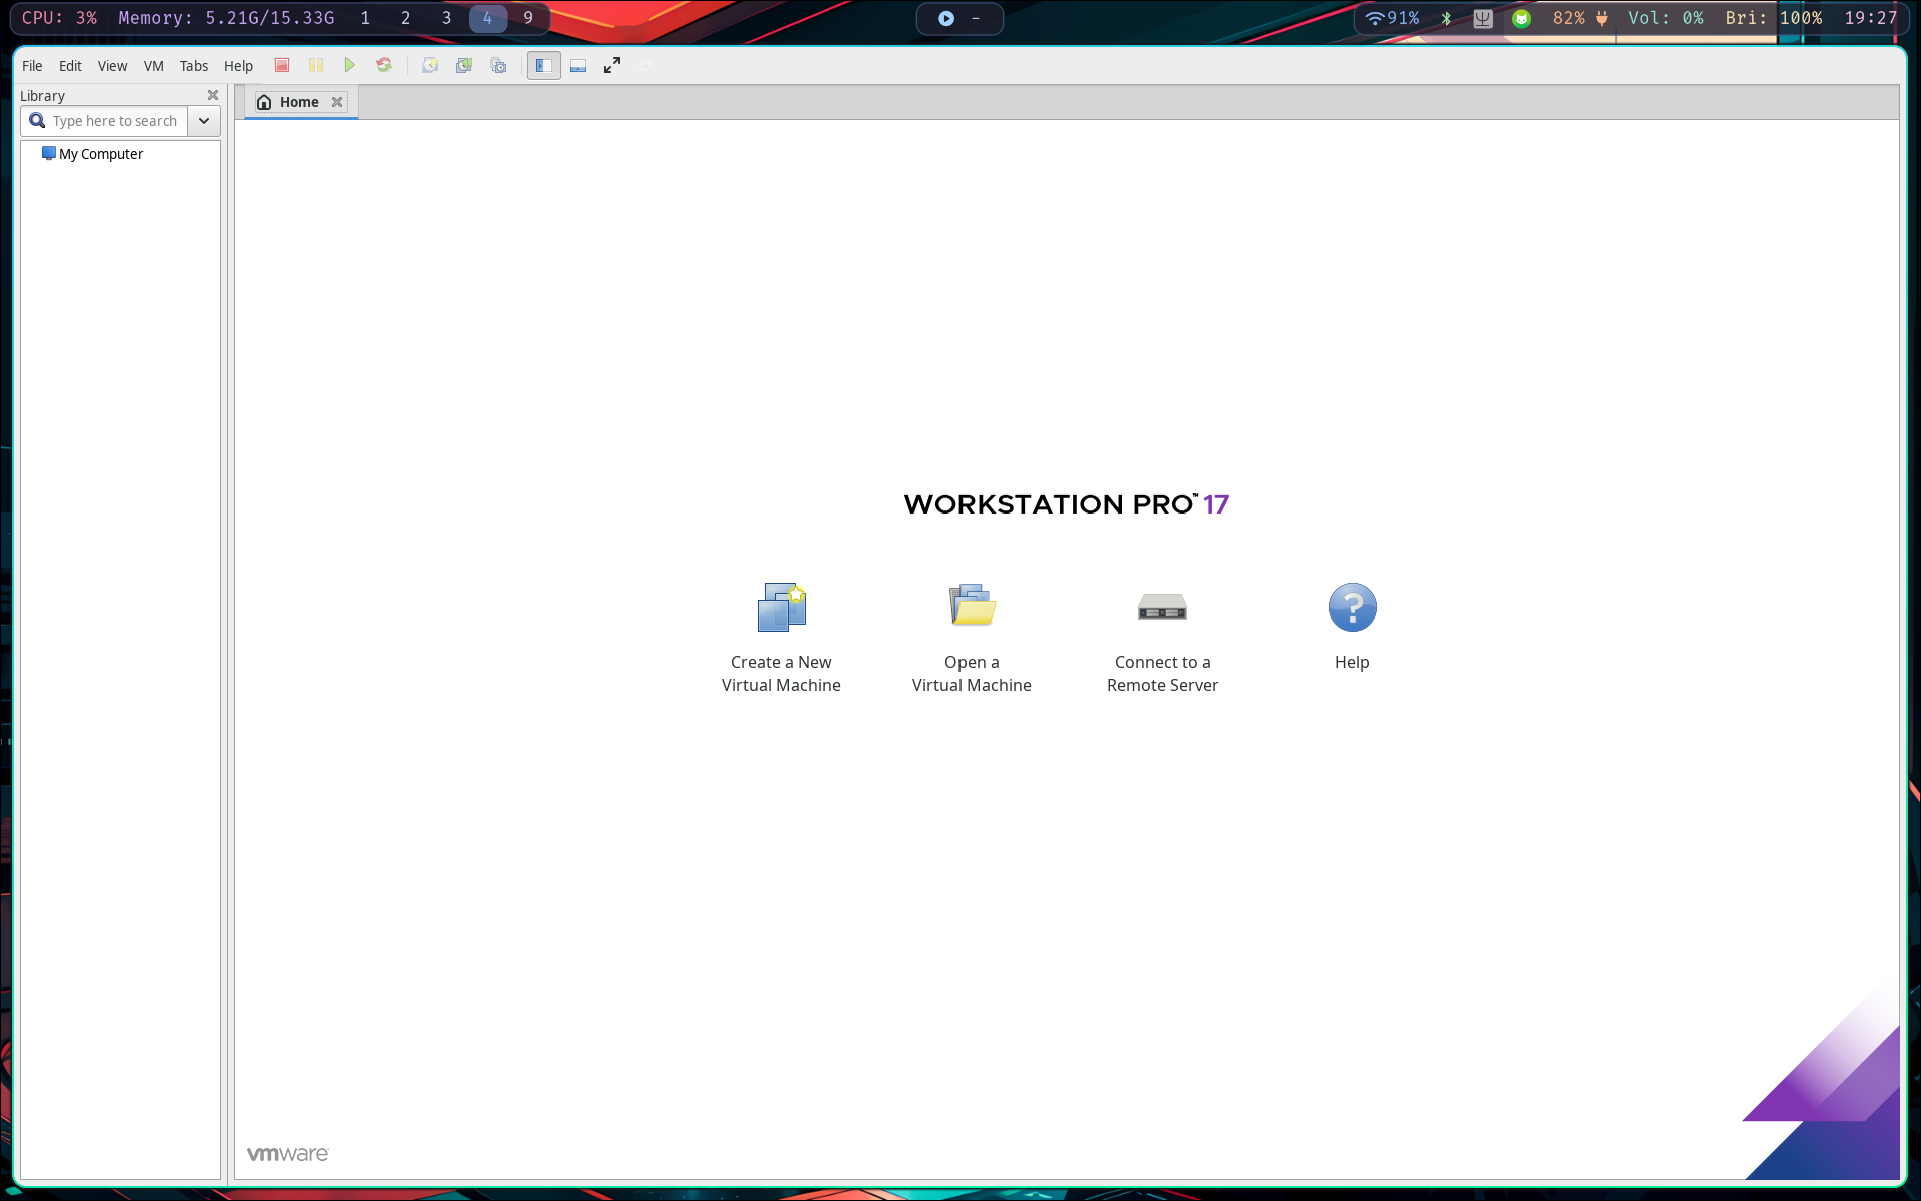 CPU: 3% Memory: 5.21G/15.33G 1 2 3 4 9 - 91% 82% Vol: 0% Bri: 100% 19:27
File Edit View VM Tabs Help
Library
Home
Type here to search
My Computer
WORKSTATION PRO™ 17
Create a New
Virtual Machine
Open a
Virtual Machine
Connect to a
Remote Server
Help
vmware